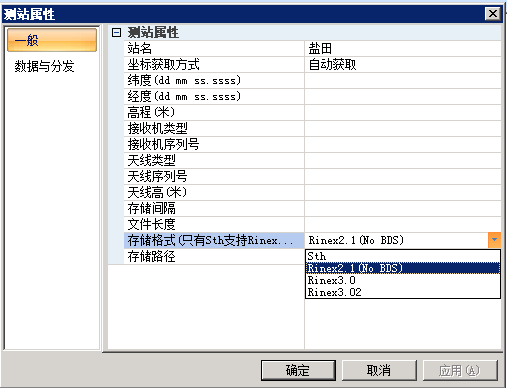 测站属性
一般
数据与分发
测站属性
站名 盐田
坐标获取方式 自动获取
纬度(dd mm ss.ssss)
经度(dd mm ss.ssss)
高程(米)
接收机类型
接收机序列号
天线类型
天线序列号
天线高(米)
存储间隔
文件长度
存储格式(只有Sth支持Rinex... Rinex2.1(No BDS)
存储路径
Sth
Rinex2.1(No BDS)
Rinex3.0
Rinex3.02
确定 取消 应用(A)